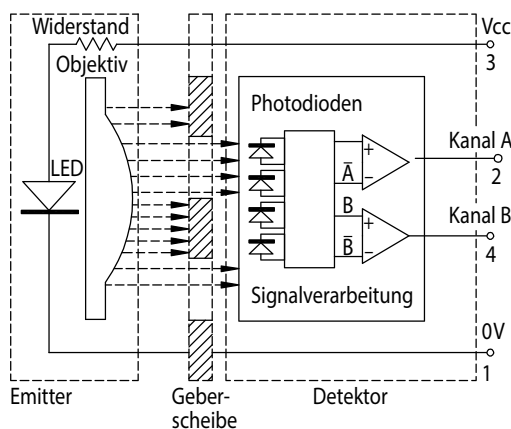 Widerstand
Vcc
3
Objektiv
Photodioden
Kanal A
2
LED
+
A̅
−
B
+
Kanal B
4
B̅
−
Signalverarbeitung
0V
1
Emitter
Geber-
scheibe
Detektor